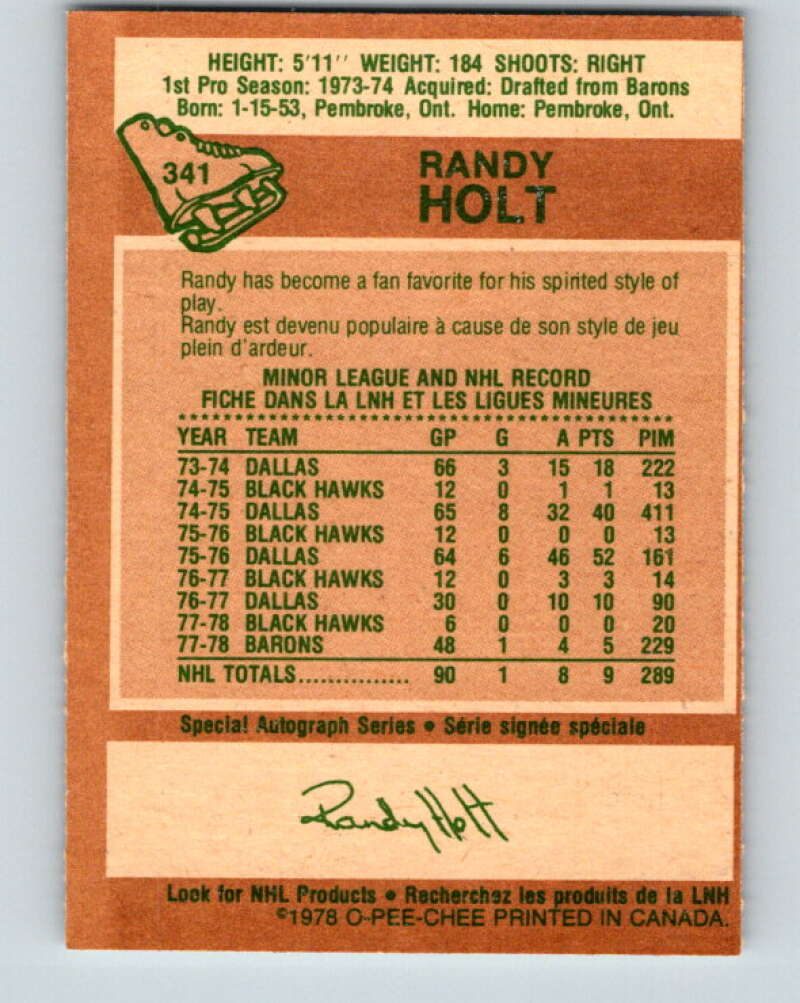 HEIGHT: 5'11'' WEIGHT: 184 SHOOTS: RIGHT
1st Pro Season: 1973-74 Acquired: Drafted from Barons
Born: 1-15-53, Pembroke, Ont. Home: Pembroke, Ont.
341
RANDY
HOLT
Randy has become a fan favorite for his spirited style of
play.
Randy est devenu populaire à cause de son style de jeu
plein d'ardeur.
MINOR LEAGUE AND NHL RECORD
FICHE DANS LA LNH ET LES LIGUES MINEURES
YEAR TEAM GP G A PTS PIM
73-74 DALLAS 66 3 15 18 222
74-75 BLACK HAWKS 12 0 1 1 13
74-75 DALLAS 65 8 32 40 411
75-76 BLACK HAWKS 12 0 0 0 13
75-76 DALLAS 64 6 46 52 161
76-77 BLACK HAWKS 12 0 3 3 14
76-77 DALLAS 30 0 10 10 90
77-78 BLACK HAWKS 6 0 0 0 20
77-78 BARONS 48 1 4 5 229
NHL TOTALS............... 90 1 8 9 289
Special Autograph Series • Série signée spéciale
Randy Holt
Look for NHL Products • Recherchez les produits de la LNH
©1978 O-PEE-CHEE PRINTED IN CANADA.